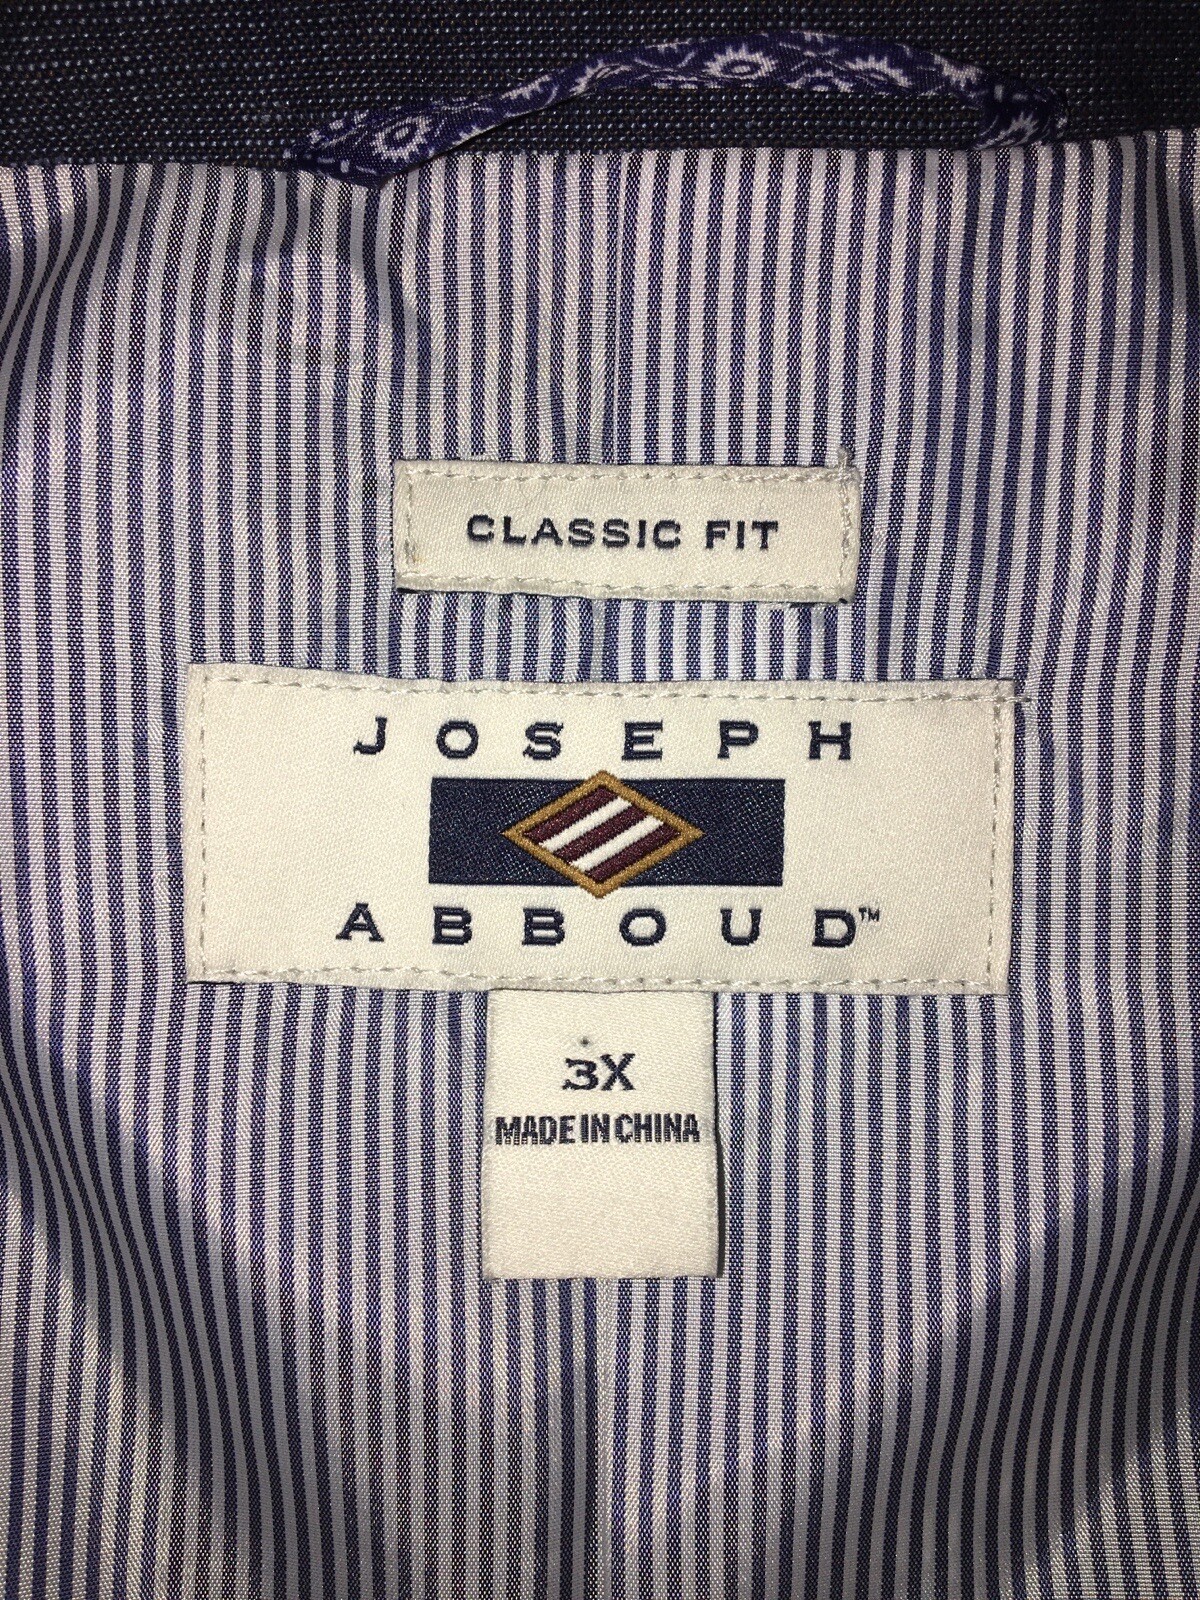 CLASSIC FIT
JOSEPH
ABBOUD™
3X
MADE IN CHINA